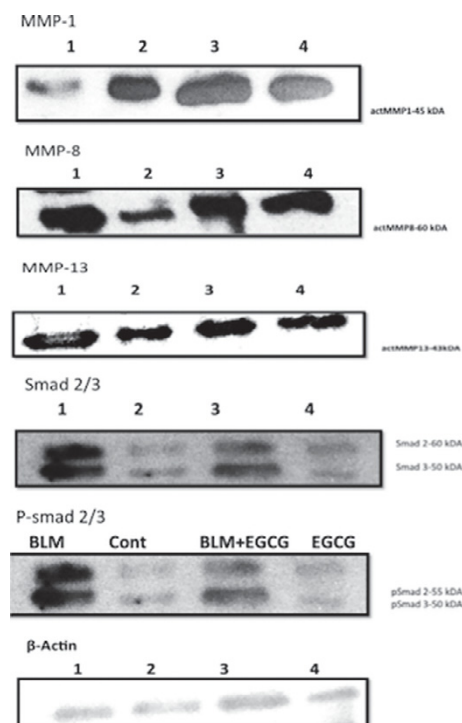 MMP-1
1 2 3 4
actMMP1-45 kDA
MMP-8
1 2 3 4
actMMP8-60 kDA
MMP-13
1 2 3 4
actMMP13-43kDA
Smad 2/3
1 2 3 4
Smad 2-60 kDA
Smad 3-50 kDA
P-smad 2/3
BLM Cont BLM+EGCG EGCG
pSmad 2-55 kDA
pSmad 3-50 kDA
β-Actin
1 2 3 4